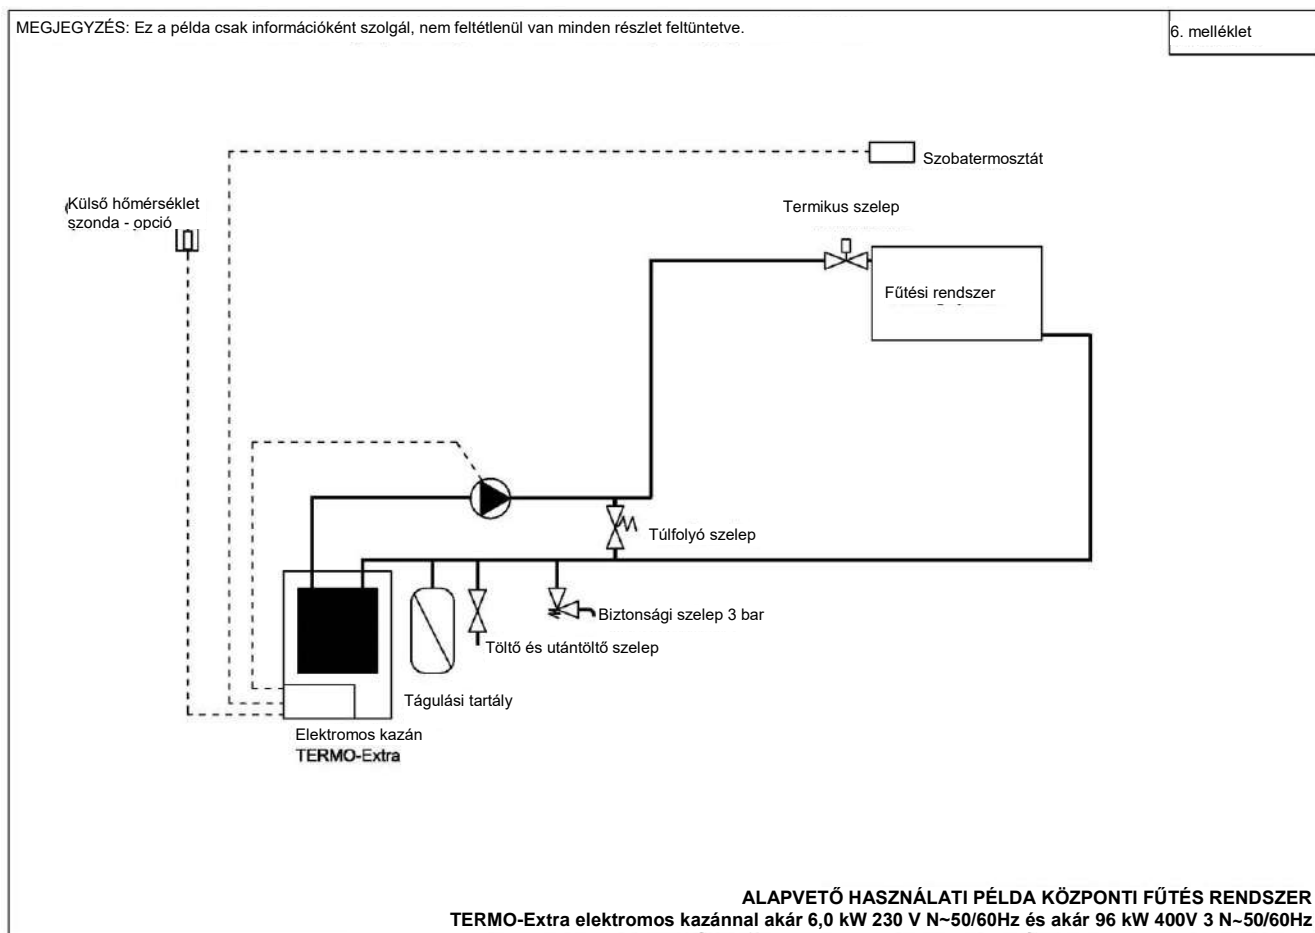 MEGJEGYZÉS: Ez a példa csak információként szolgál, nem feltétlenül van minden részlet feltüntetve.
6. melléklet
Szobatermosztát
Külső hőmérséklet
szonda - opció
Termikus szelep
Fűtési rendszer
Túlfolyó szelep
Biztonsági szelep 3 bar
Töltő és utántöltő szelep
Tágulási tartály
Elektromos kazán
TERMO-Extra
ALAPVETŐ HASZNÁLATI PÉLDA KÖZPONTI FŰTÉS RENDSZER
TERMO-Extra elektromos kazánnal akár 6,0 kW 230 V N~50/60Hz és akár 96 kW 400V 3 N~50/60Hz